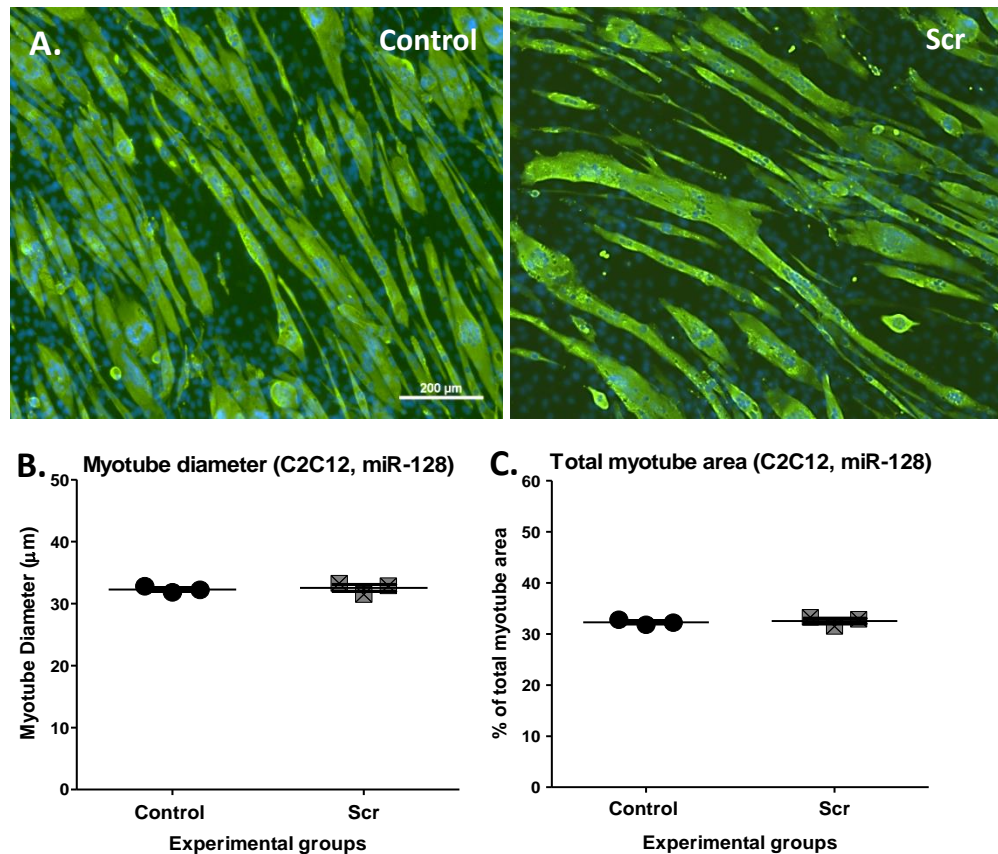 A.
Control
Scr
200 µm
B.
Myotube diameter (C2C12, miR-128)
50
40
30
20
10
0
Myotube Diameter (µm)
Control
Scr
Experimental groups
C.
Total myotube area (C2C12, miR-128)
60
50
40
30
20
10
0
% of total myotube area
Control
Scr
Experimental groups